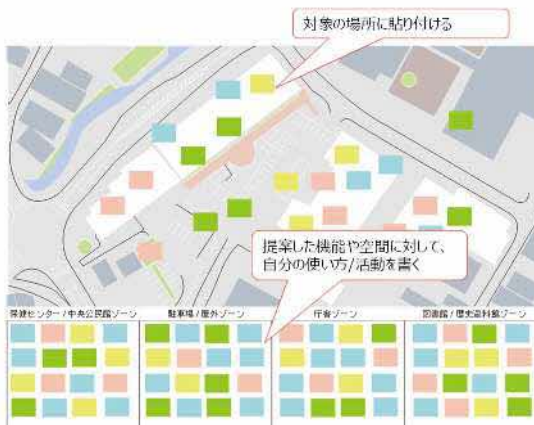 対象の場所に貼り付ける
提案した機能や空間に対して、
自分の使い方/活動を書く
保健センター/中央公民館ゾーン
駐車場/屋外ゾーン
庁舎ゾーン
図書館/歴史資料館ゾーン